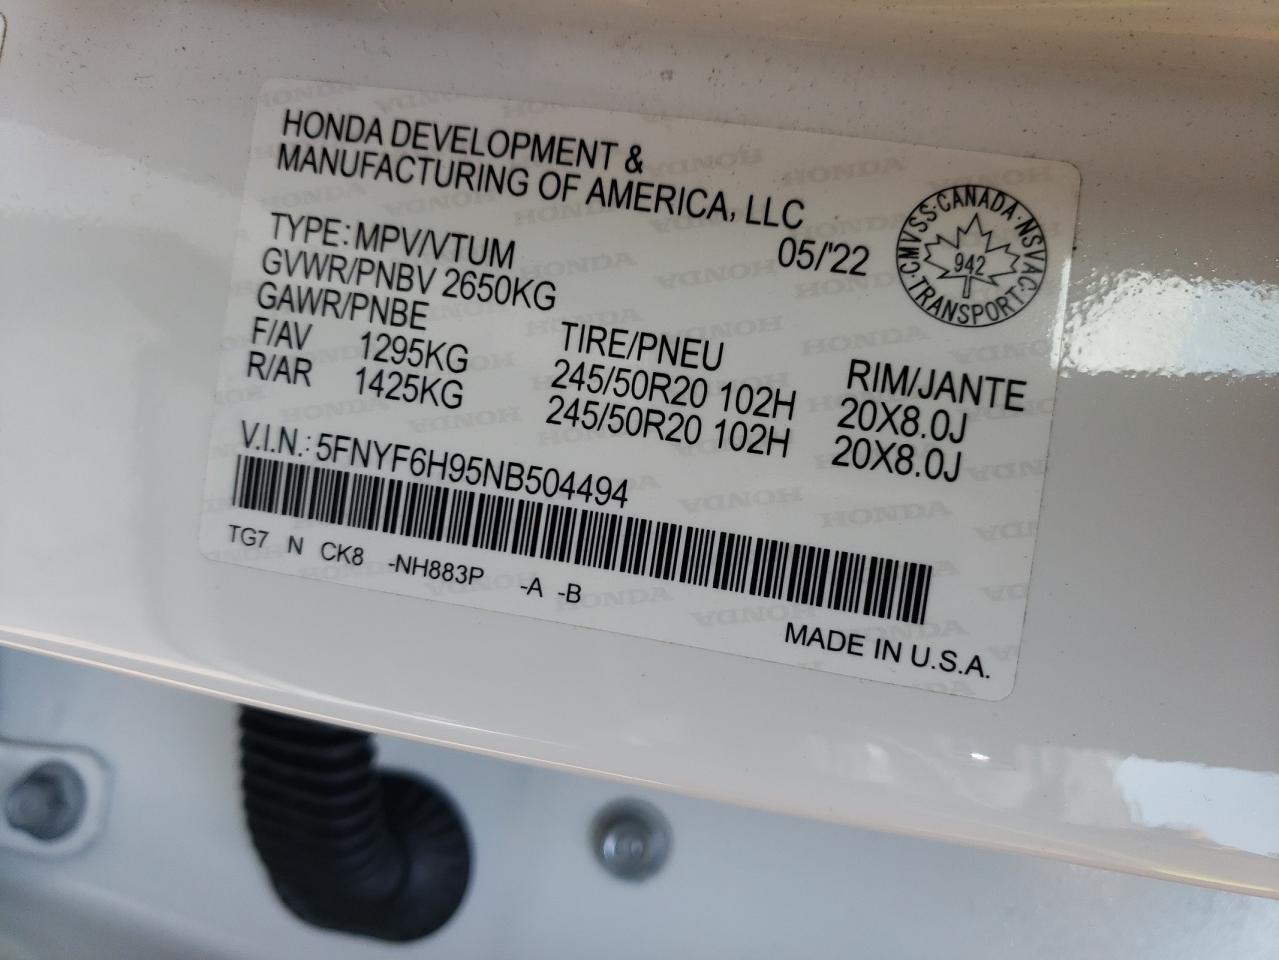 HONDA DEVELOPMENT &
MANUFACTURING OF AMERICA, LLC
05/'22
TYPE: MPV/VTUM
GVWR/PNBV 2650KG
GAWR/PNBE
TIRE/PNEU RIM/JANTE
F/AV 1295KG 245/50R20 102H 20X8.0J
R/AR 1425KG 245/50R20 102H 20X8.0J
CMVSS · CANADA · NSVAC ·
942
TRANSPORT
V.I.N.: 5FNYF6H95NB504494
TG7 N CK8 -NH883P -A -B
MADE IN U.S.A.
HONDA